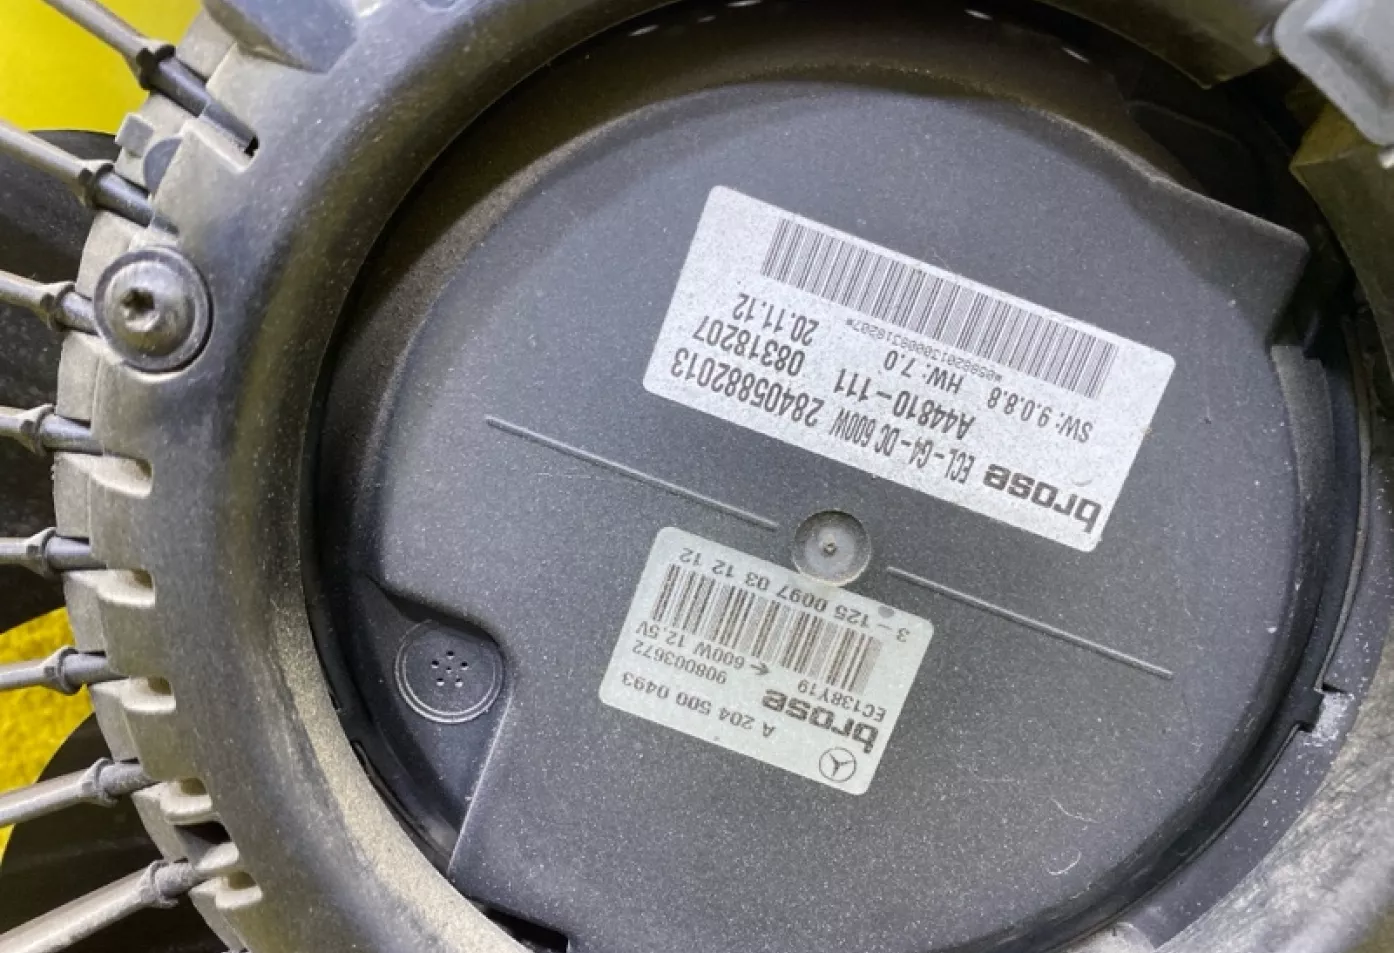 brose ECL-G4-DC 600W 28405882013
A44810-111 08318207
SW: 9.0.8.8 HW: 7.0 20.11.12
A 204 500 0493
brose 908003672
EC138Y19 ← 600W 12.5V
3-125 0097 03 12 12